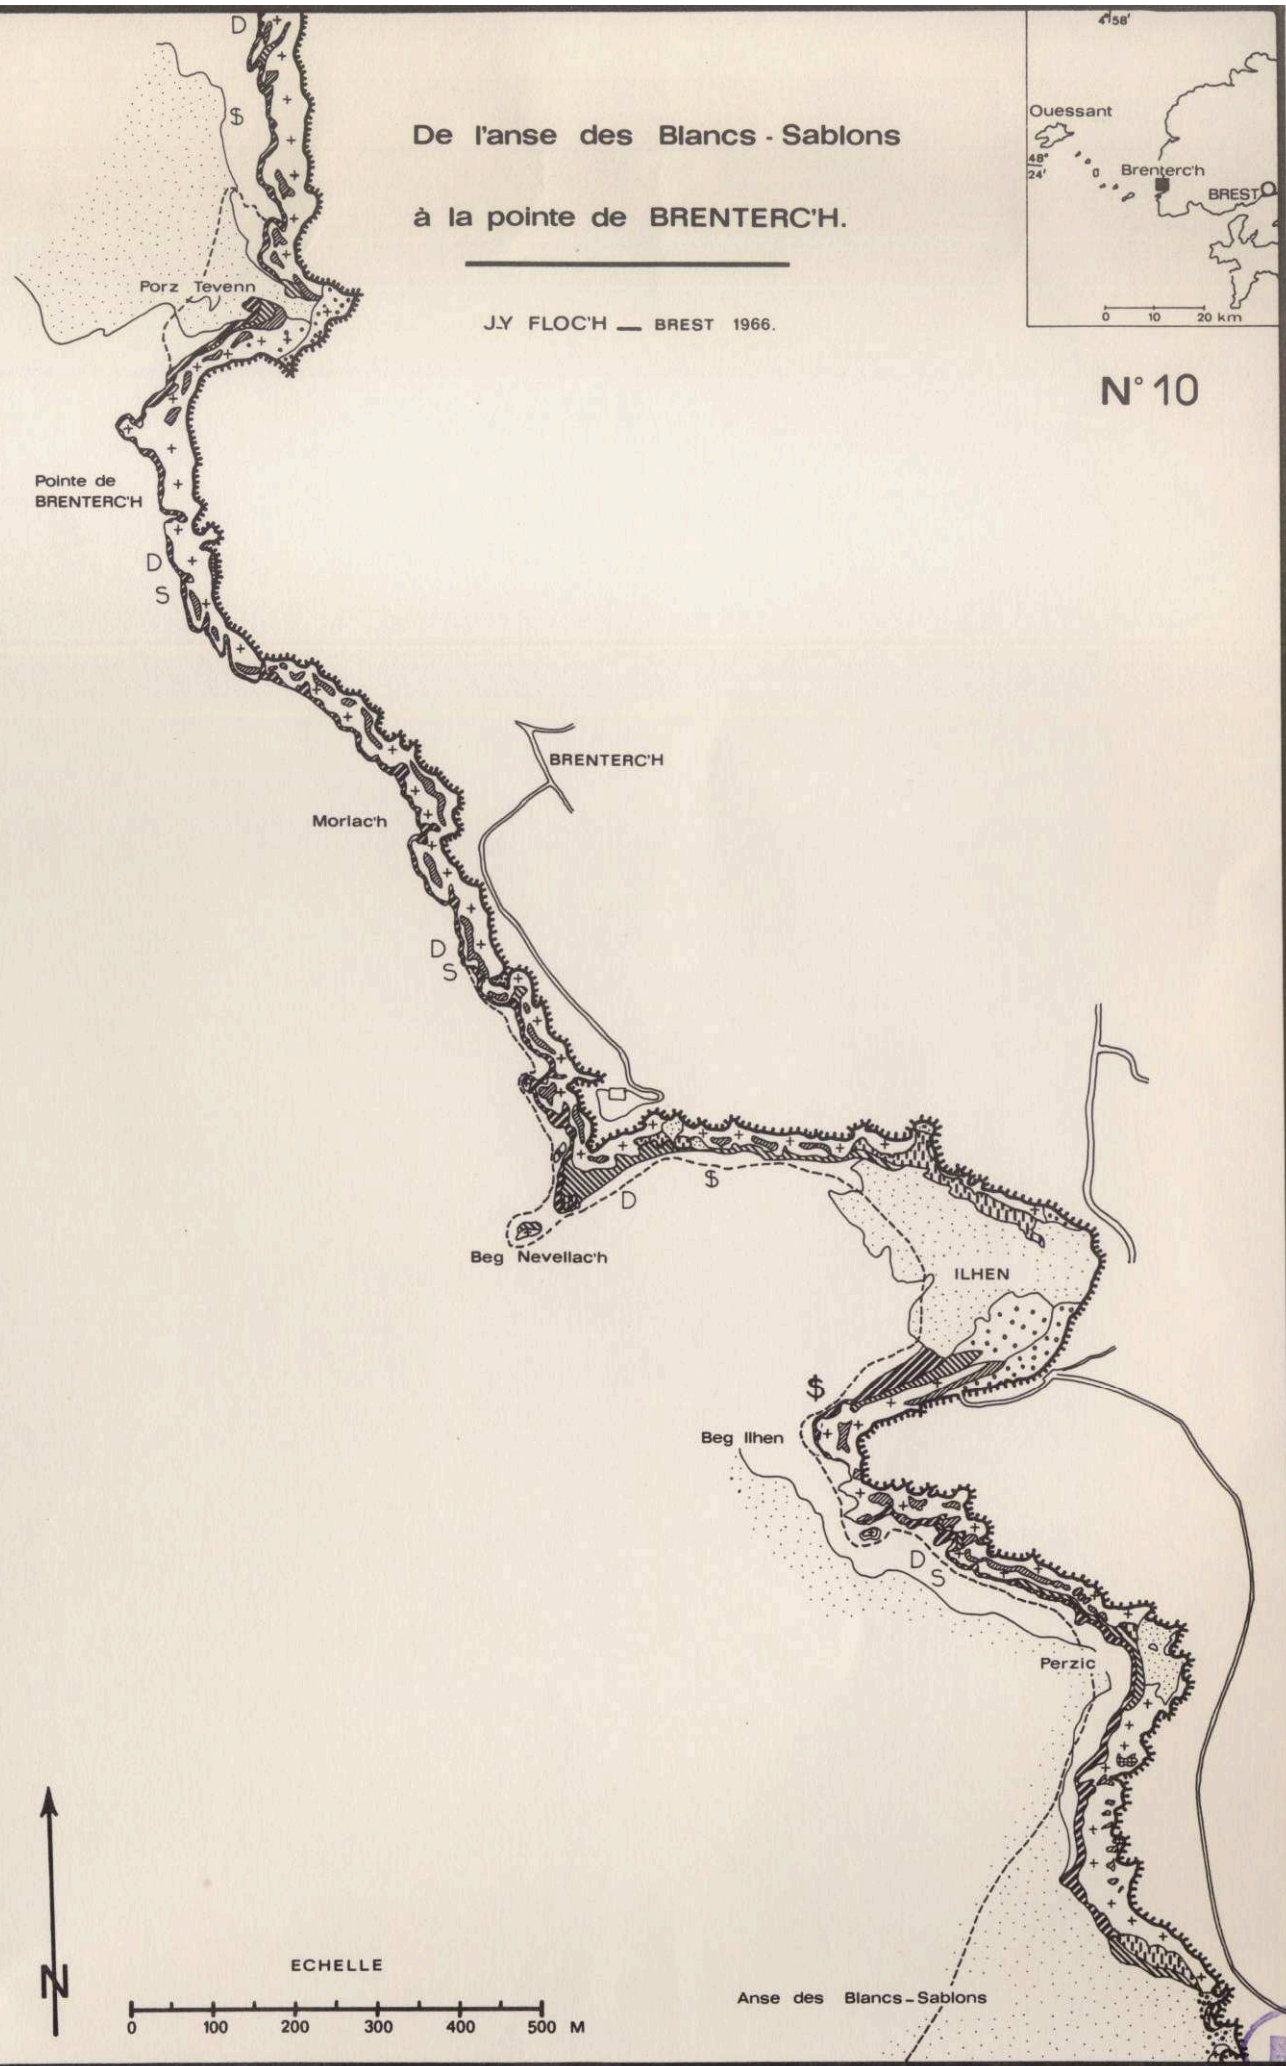 D
$
De l'anse des Blancs - Sablons
à la pointe de BRENTERC'H.
J.-Y FLOC'H — BREST 1966.
4°58'
Ouessant
48°
24'
Brenterc'h
BREST
0 10 20 km
N° 10
Porz Tevenn
Pointe de
BRENTERC'H
D
S
BRENTERC'H
Morlac'h
D
S
$
D
Beg Nevellac'h
ILHEN
$
Beg Ilhen
D
S
Perzic
N
ECHELLE
0 100 200 300 400 500 M
Anse des Blancs - Sablons